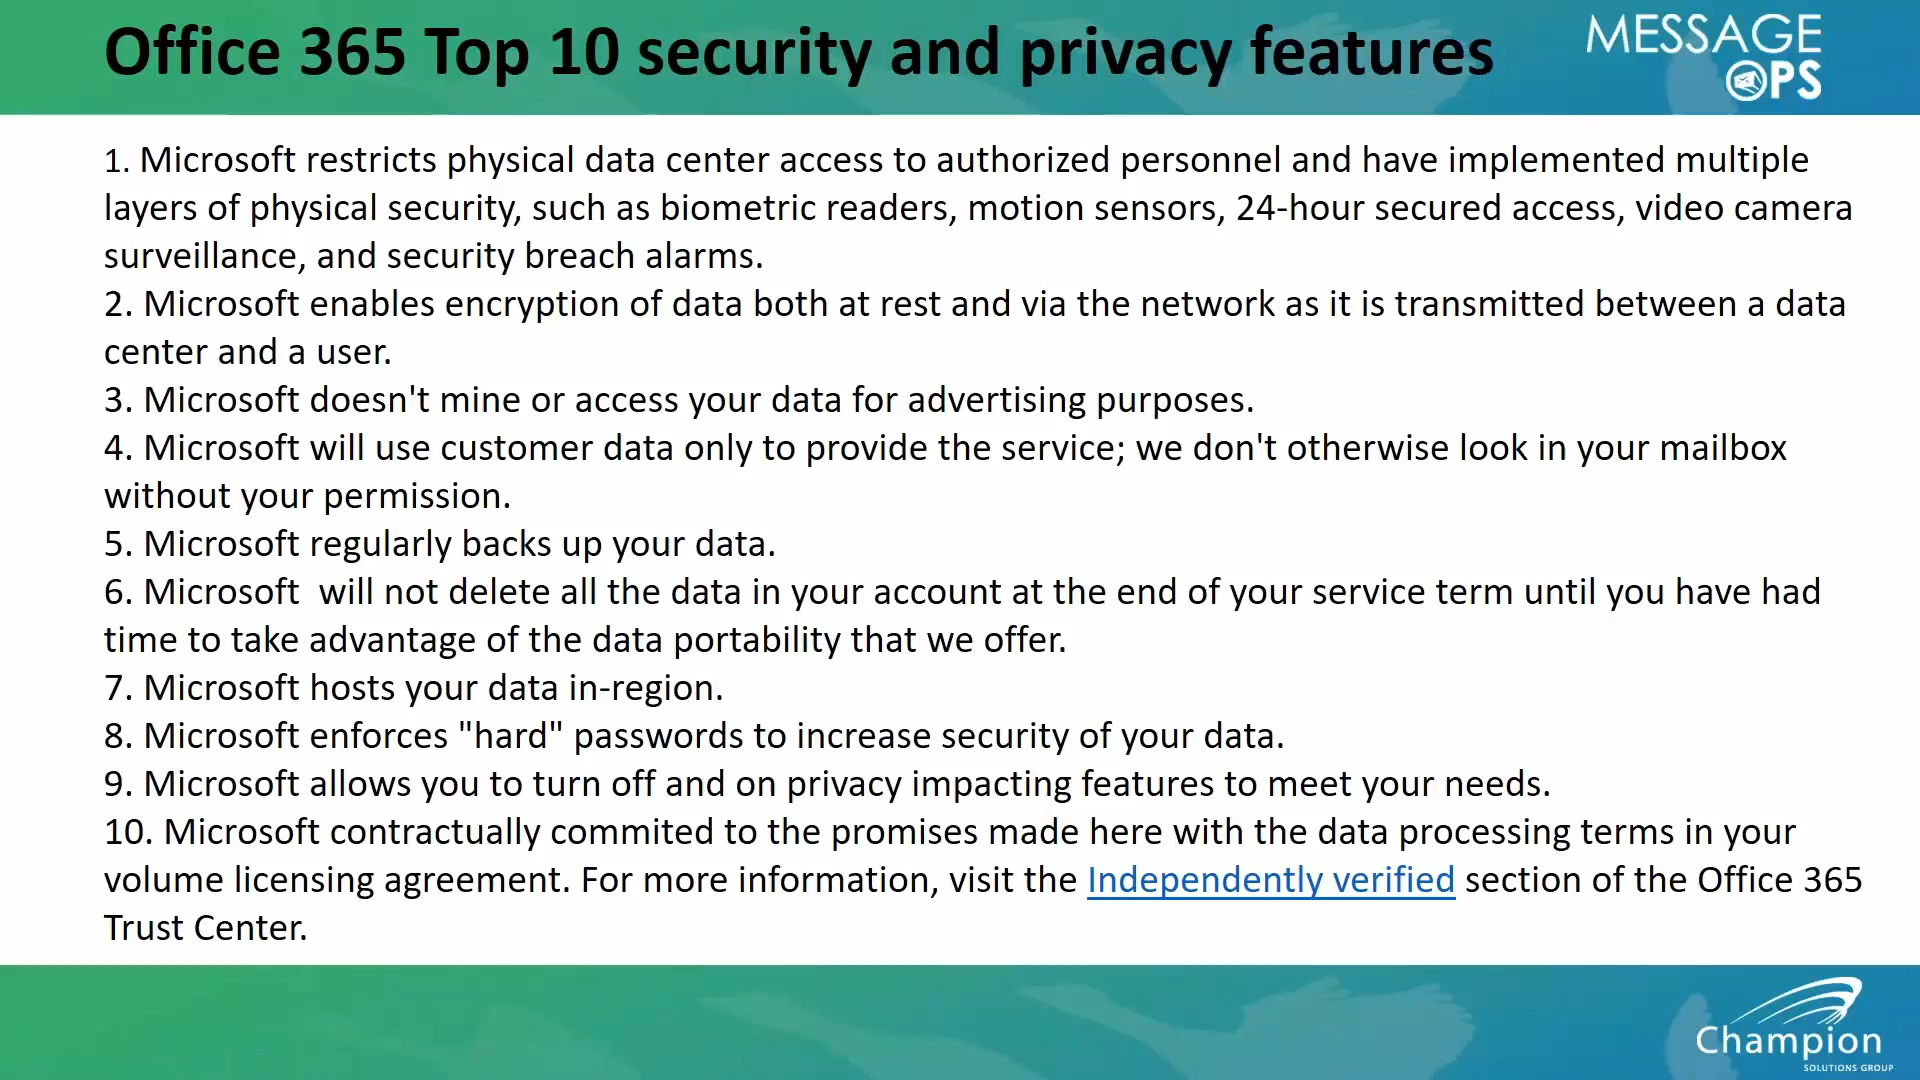 Office 365 Top 10 security and privacy features
MESSAGE
OPS
1. Microsoft restricts physical data center access to authorized personnel and have implemented multiple
layers of physical security, such as biometric readers, motion sensors, 24-hour secured access, video camera
surveillance, and security breach alarms.
2. Microsoft enables encryption of data both at rest and via the network as it is transmitted between a data
center and a user.
3. Microsoft doesn't mine or access your data for advertising purposes.
4. Microsoft will use customer data only to provide the service; we don't otherwise look in your mailbox
without your permission.
5. Microsoft regularly backs up your data.
6. Microsoft  will not delete all the data in your account at the end of your service term until you have had
time to take advantage of the data portability that we offer.
7. Microsoft hosts your data in-region.
8. Microsoft enforces "hard" passwords to increase security of your data.
9. Microsoft allows you to turn off and on privacy impacting features to meet your needs.
10. Microsoft contractually commited to the promises made here with the data processing terms in your
volume licensing agreement. For more information, visit the Independently verified section of the Office 365
Trust Center.
Champion
SOLUTIONS GROUP